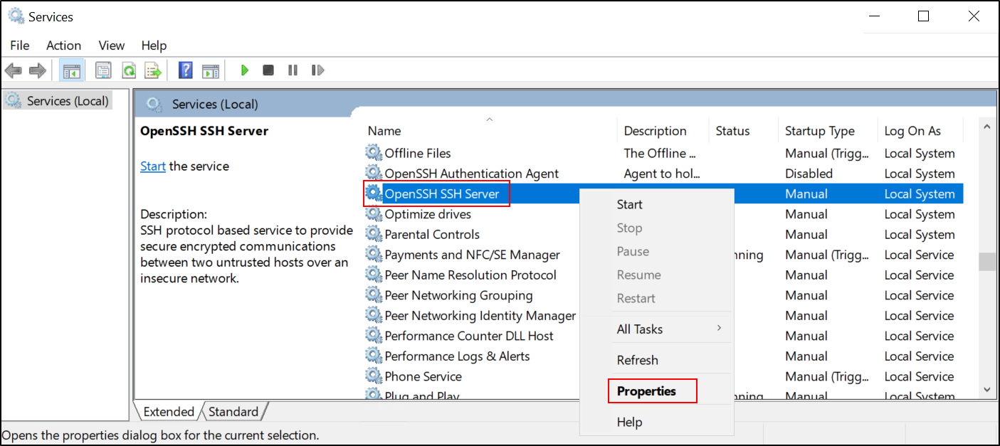 Services
File Action View Help
Services (Local)
Services (Local)
OpenSSH SSH Server
Start the service
Description:
SSH protocol based service to provide
secure encrypted communications
between two untrusted hosts over an
insecure network.
Name Description Status Startup Type Log On As
Offline Files The Offline ... Manual (Trigg... Local System
OpenSSH Authentication Agent Agent to hol... Disabled Local System
OpenSSH SSH Server Manual Local System
Optimize drives Manual Local System
Parental Controls Manual Local System
Payments and NFC/SE Manager nning Manual (Trigg... Local Service
Peer Name Resolution Protocol Manual Local Service
Peer Networking Grouping Manual Local Service
Peer Networking Identity Manager Manual Local Service
Performance Counter DLL Host Manual Local Service
Performance Logs & Alerts Manual Local Service
Phone Service Manual (Trigg... Local Service
Plug and Play nning Manual Local System
Start
Stop
Pause
Resume
Restart
All Tasks
Refresh
Properties
Help
Extended Standard
Opens the properties dialog box for the current selection.